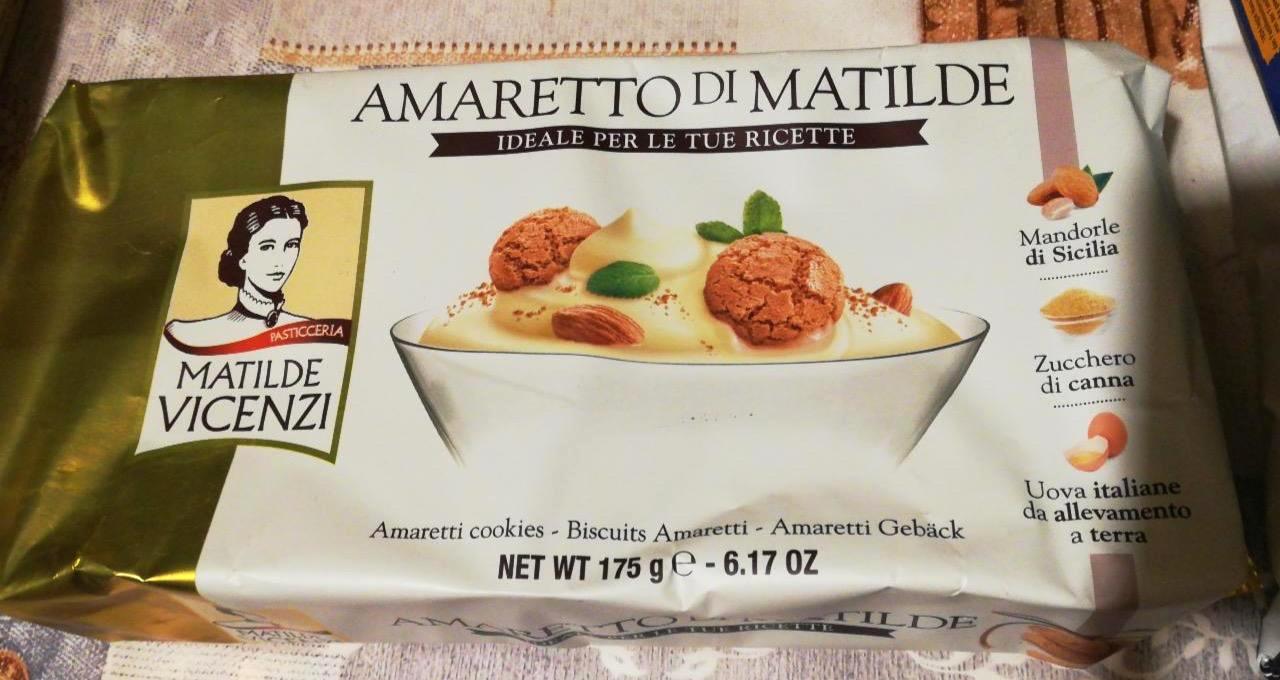 AMARETTO DI MATILDE
IDEALE PER LE TUE RICETTE
PASTICCERIA
MATILDE
VICENZI
Mandorle
di Sicilia
Zucchero
di canna
Uova italiane
da allevamento
a terra
Amaretti cookies - Biscuits Amaretti - Amaretti Gebäck
NET WT 175 g ℮ - 6.17 OZ